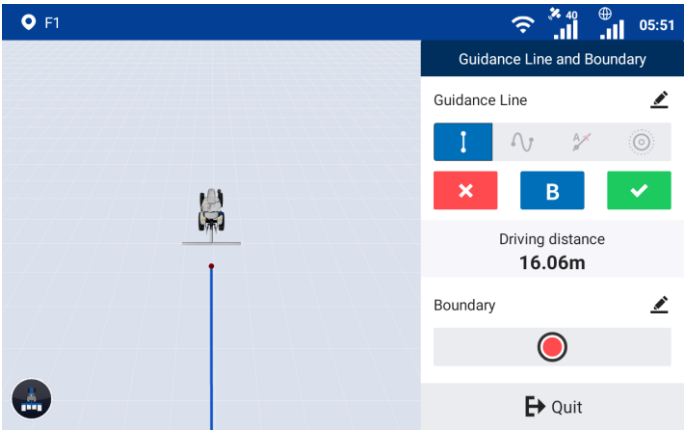 F1
40
05:51
Guidance Line and Boundary
Guidance Line
A
B
Driving distance
16.06m
Boundary
Quit